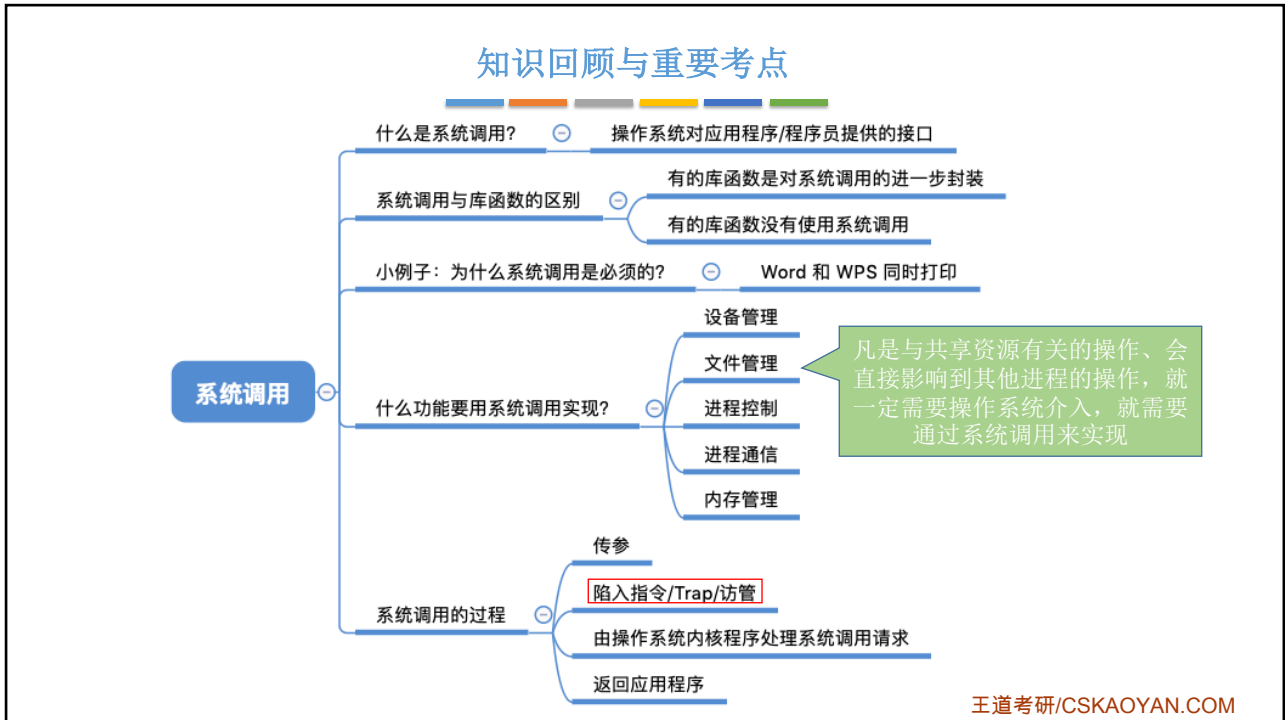 知识回顾与重要考点
什么是系统调用?
操作系统对应用程序/程序员提供的接口
系统调用与库函数的区别
有的库函数是对系统调用的进一步封装
有的库函数没有使用系统调用
小例子：为什么系统调用是必须的?
Word 和 WPS 同时打印
系统调用
什么功能要用系统调用实现?
设备管理
文件管理
进程控制
进程通信
内存管理
凡是与共享资源有关的操作、会
直接影响到其他进程的操作，就
一定需要操作系统介入，就需要
通过系统调用来实现
系统调用的过程
传参
陷入指令/Trap/访管
由操作系统内核程序处理系统调用请求
返回应用程序
王道考研/CSKAOYAN.COM